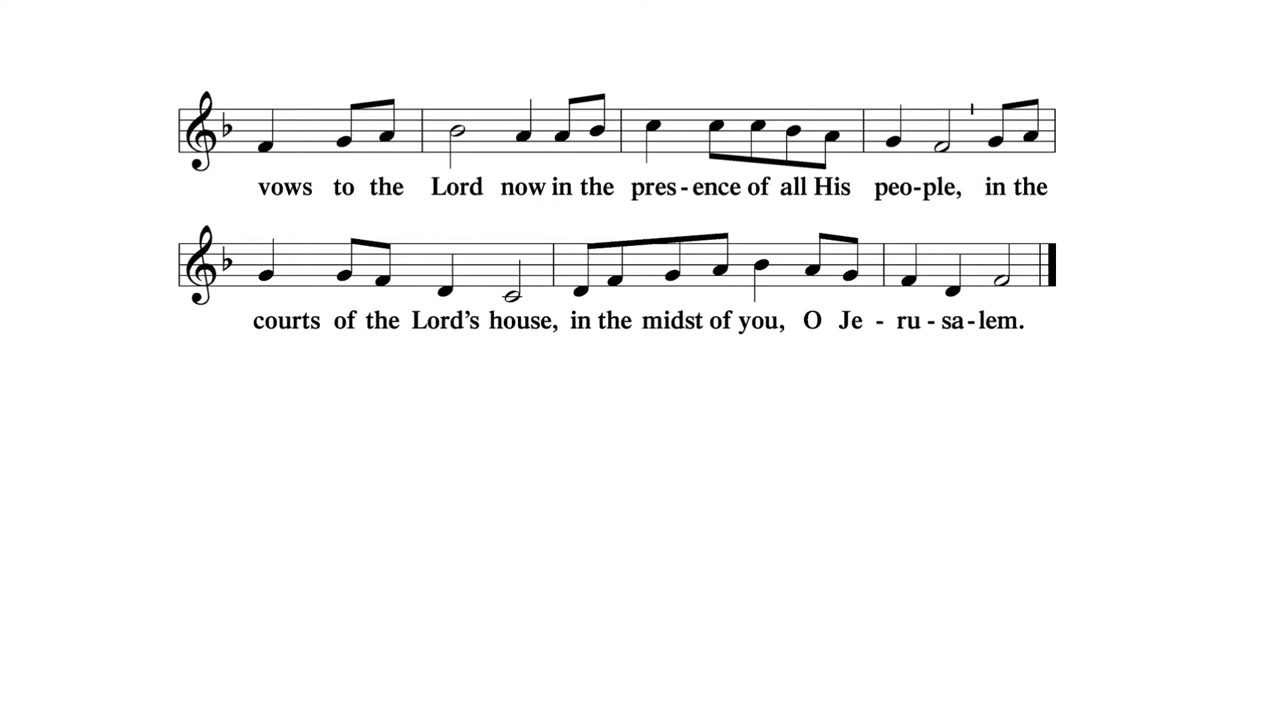 vows to the Lord now in the pres - ence of all His peo - ple, in the
courts of the Lord’s house, in the midst of you, O Je - ru - sa - lem.